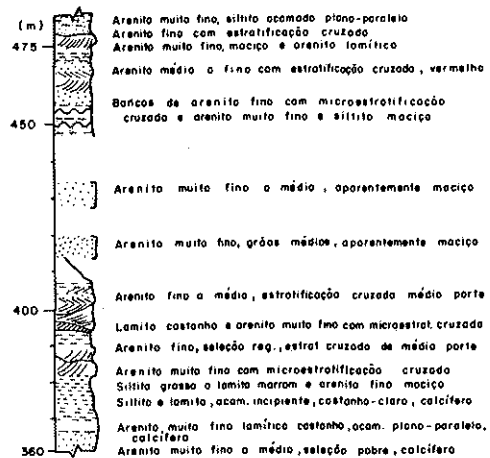 Arenito muito fino, siltito acamado plano-paralelo
(m)
Arenito fino com estratificação cruzada
475
Arenito muito fino, maciço e arenito lamítico
Arenito médio a fino com estratificação cruzada, vermelho
Bancos de arenito fino com microestratificação
450
cruzada e arenito muito fino e siltito maciço
Arenito muito fino a médio, aparentemente maciço
Arenito muito fino, grãos médios, aparentemente maciço
Arenito fino a médio, estratificação cruzada médio porte
400
Lamito castanho e arenito muito fino com microestrat. cruzada
Arenito fino, seleção reg., estrat cruzada de médio porte
Arenito muito fino com microestratificação cruzada
Siltito grosso a lamito marrom e arenito fino maciço
Siltito e lamito, acam. incipiente, castanho-claro, calcífero
Arenito, muito fino lamítico castanho, acam. plano-paralelo,
calcífero
360
Arenito muito fino a médio, seleção pobre, calcífero